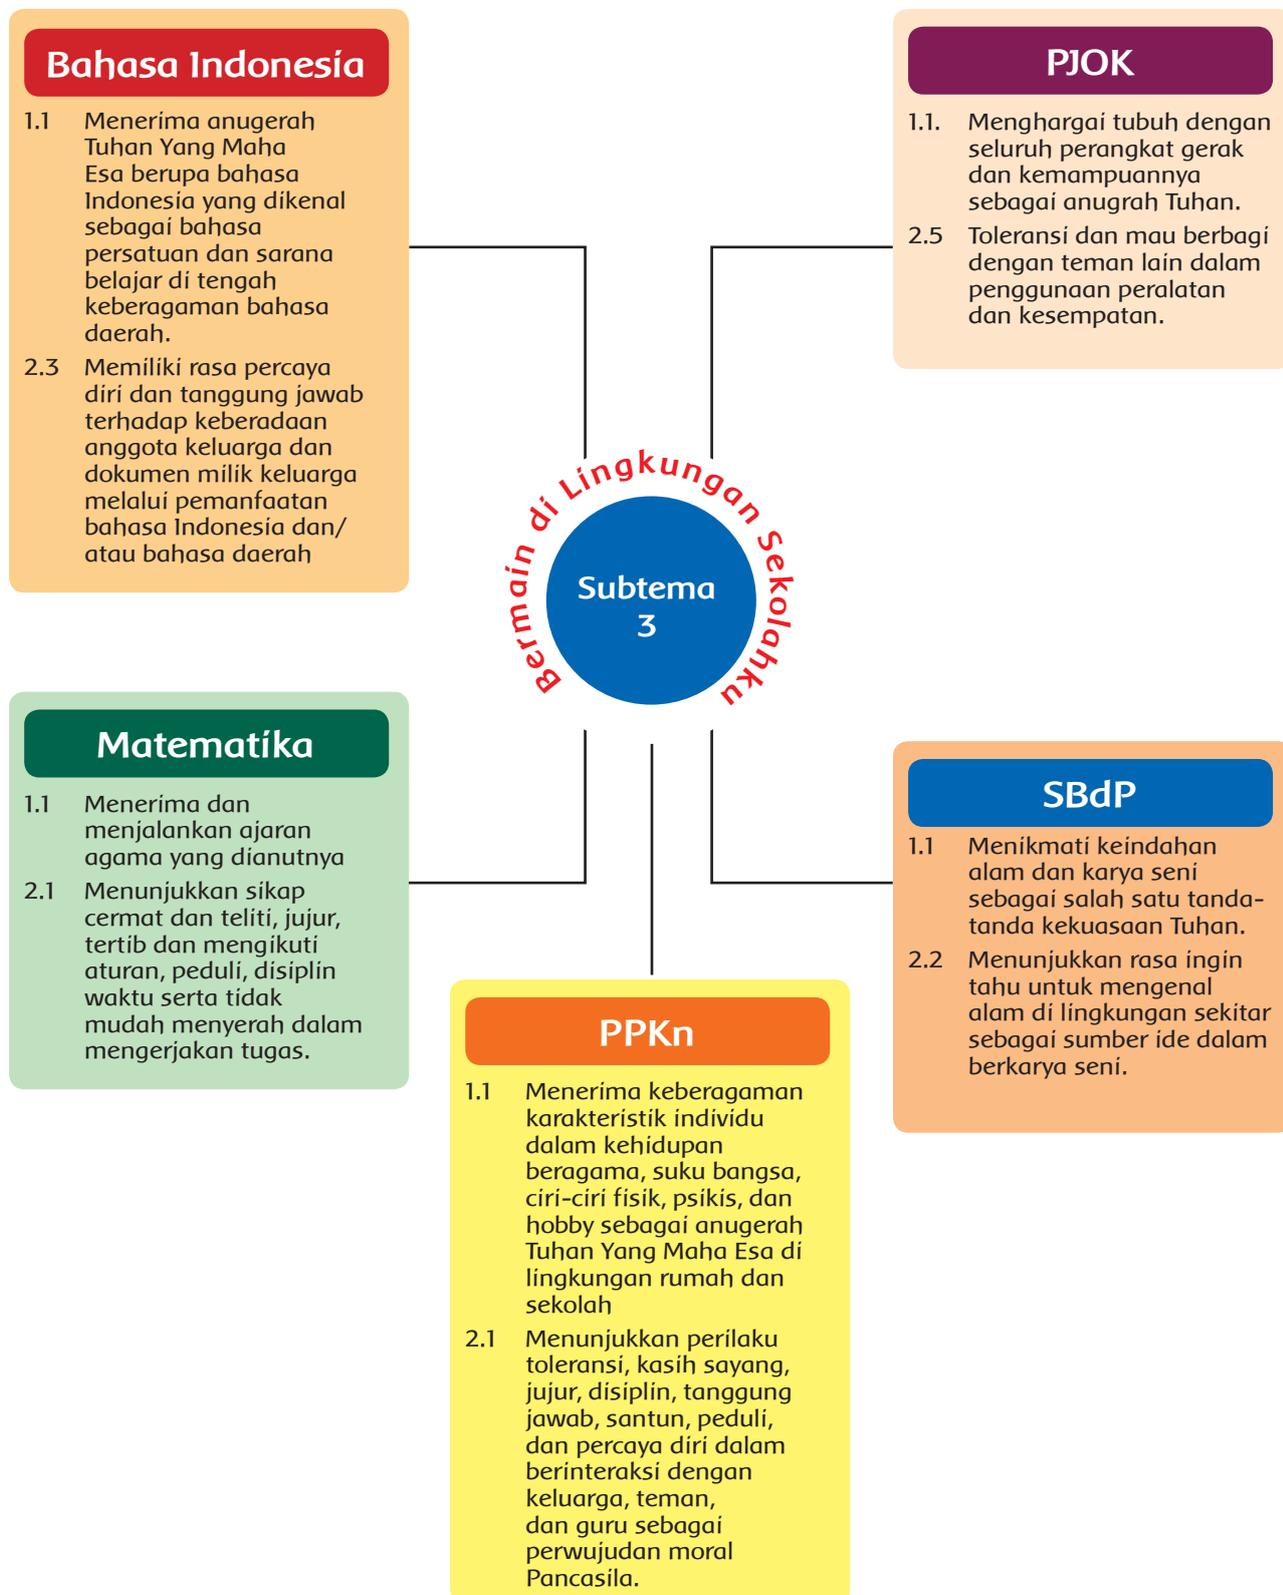 Bahasa Indonesia
1.1 Menerima anugerah
Tuhan Yang Maha
Esa berupa bahasa
Indonesia yang dikenal
sebagai bahasa
persatuan dan sarana
belajar di tengah
keberagaman bahasa
daerah.
2.3 Memiliki rasa percaya
diri dan tanggung jawab
terhadap keberadaan
anggota keluarga dan
dokumen milik keluarga
melalui pemanfaatan
bahasa Indonesia dan/
atau bahasa daerah
PJOK
1.1. Menghargai tubuh dengan
seluruh perangkat gerak
dan kemampuannya
sebagai anugrah Tuhan.
2.5 Toleransi dan mau berbagi
dengan teman lain dalam
penggunaan peralatan
dan kesempatan.
Bermain di Lingkungan Sekolahku
Subtema
3
Matematika
1.1 Menerima dan
menjalankan ajaran
agama yang dianutnya
2.1 Menunjukkan sikap
cermat dan teliti, jujur,
tertib dan mengikuti
aturan, peduli, disiplin
waktu serta tidak
mudah menyerah dalam
mengerjakan tugas.
SBdP
1.1 Menikmati keindahan
alam dan karya seni
sebagai salah satu tanda-
tanda kekuasaan Tuhan.
2.2 Menunjukkan rasa ingin
tahu untuk mengenal
alam di lingkungan sekitar
sebagai sumber ide dalam
berkarya seni.
PPKn
1.1 Menerima keberagaman
karakteristik individu
dalam kehidupan
beragama, suku bangsa,
ciri-ciri fisik, psikis, dan
hobby sebagai anugerah
Tuhan Yang Maha Esa di
lingkungan rumah dan
sekolah
2.1 Menunjukkan perilaku
toleransi, kasih sayang,
jujur, disiplin, tanggung
jawab, santun, peduli,
dan percaya diri dalam
berinteraksi dengan
keluarga, teman,
dan guru sebagai
perwujudan moral
Pancasila.